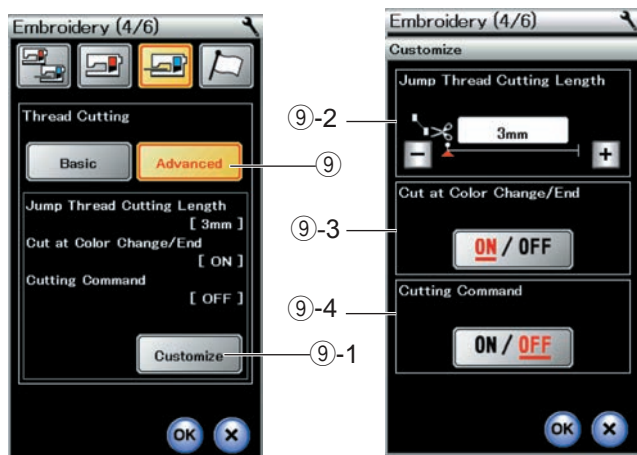 Embroidery (4/6)
Thread Cutting
Basic
Advanced
Jump Thread Cutting Length
[ 3mm ]
Cut at Color Change/End
[ ON ]
Cutting Command
[ OFF ]
Customize
OK
⑨
⑨-1
Embroidery (4/6)
Customize
Jump Thread Cutting Length
3mm
Cut at Color Change/End
ON / OFF
Cutting Command
ON / OFF
OK
⑨-2
⑨-3
⑨-4